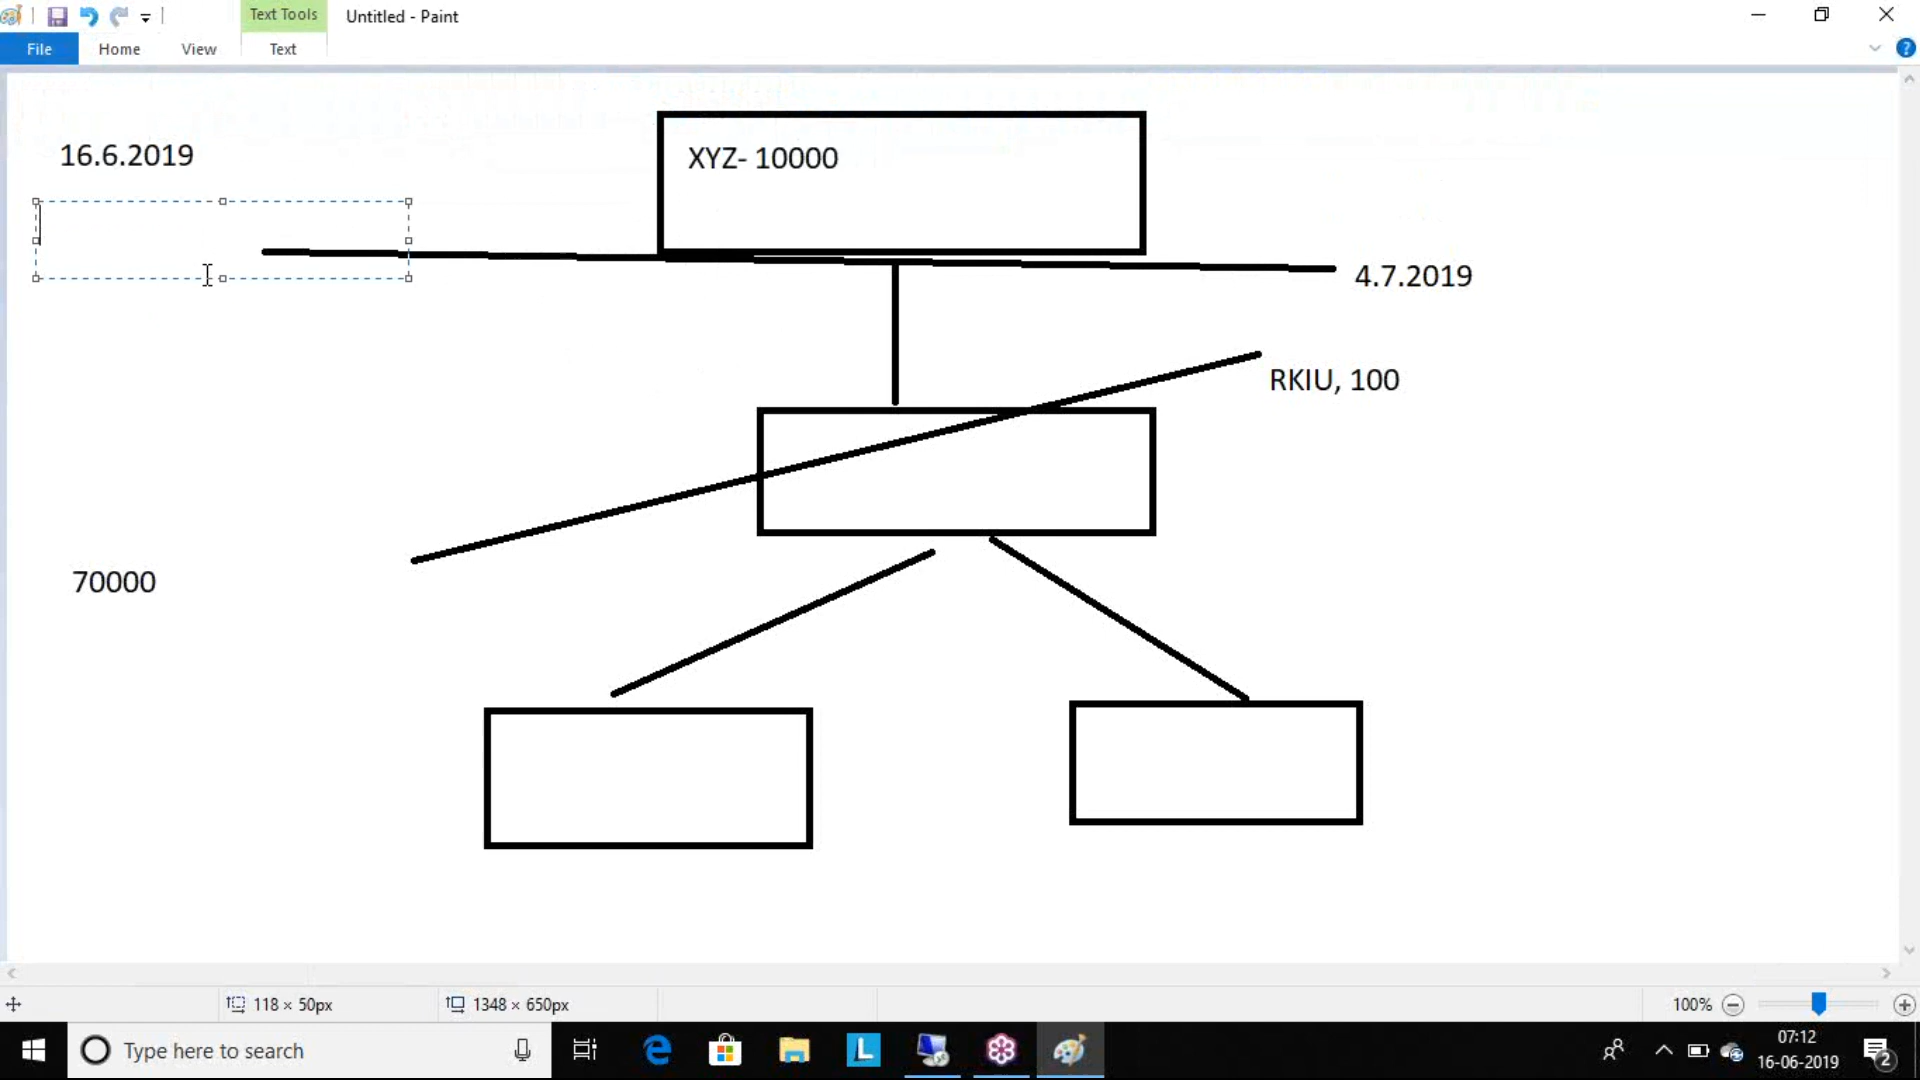 Text Tools
Untitled - Paint
File
Home
View
Text
16.6.2019
XYZ- 10000
4.7.2019
RKIU, 100
70000
118 × 50px
1348 × 650px
100%
Type here to search
07:12
16-06-2019
2